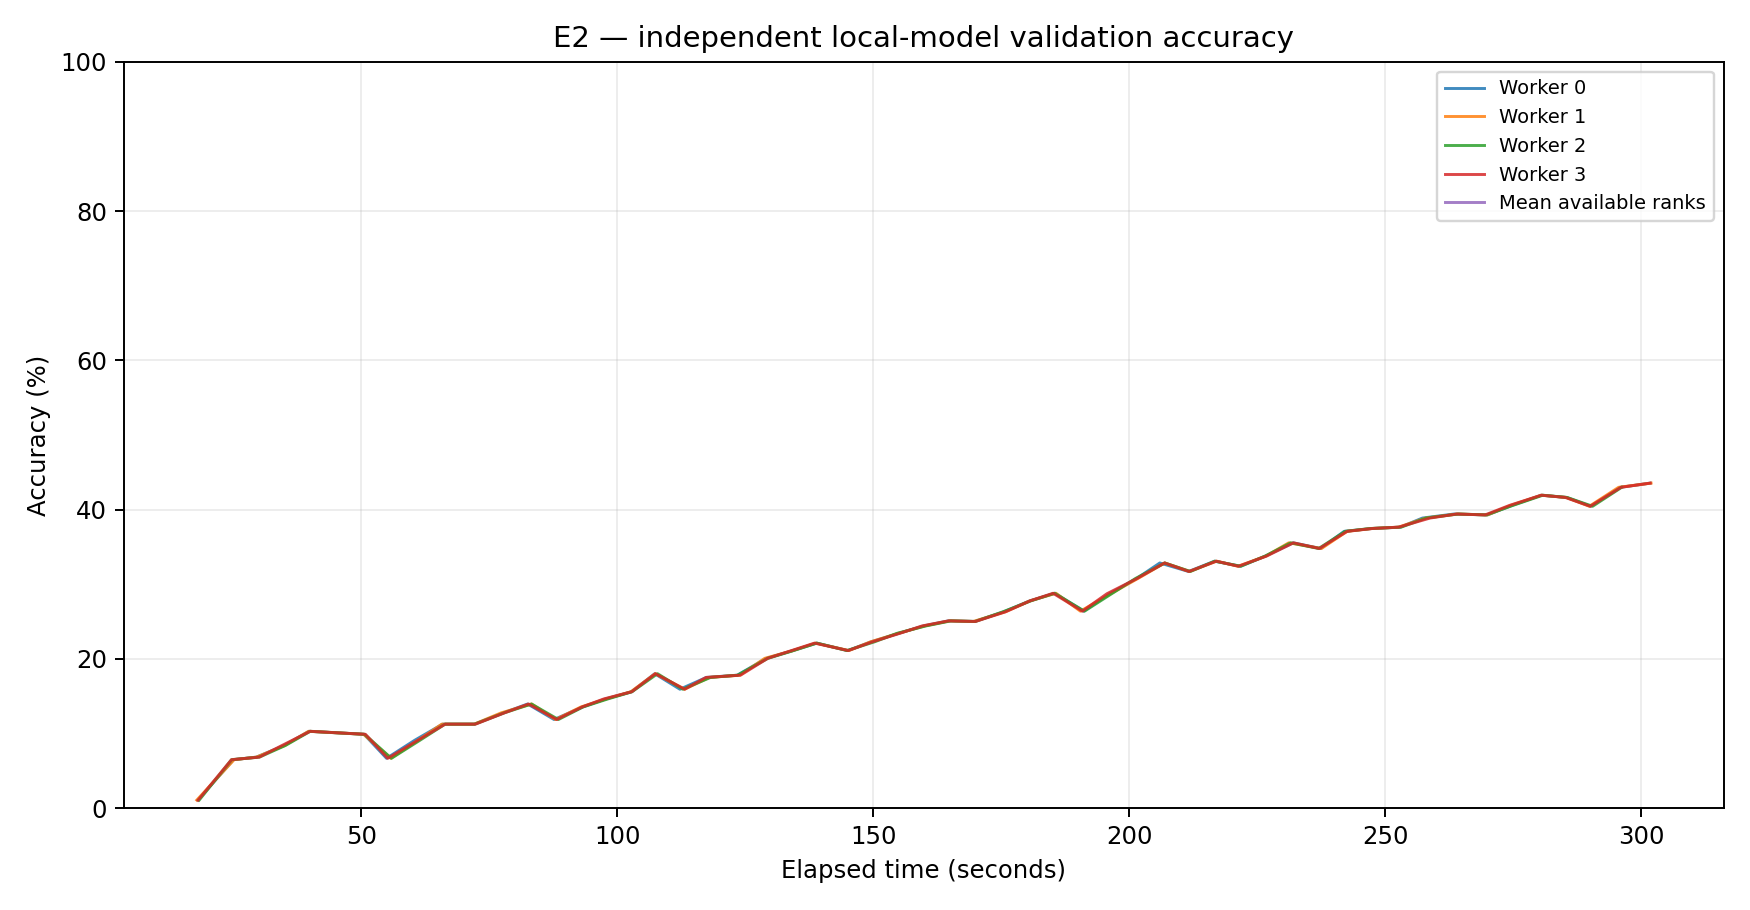 E2 — independent local-model validation accuracy
Accuracy (%)
100
80
60
40
20
0
Worker 0
Worker 1
Worker 2
Worker 3
Mean available ranks
50
100
150
200
250
300
Elapsed time (seconds)